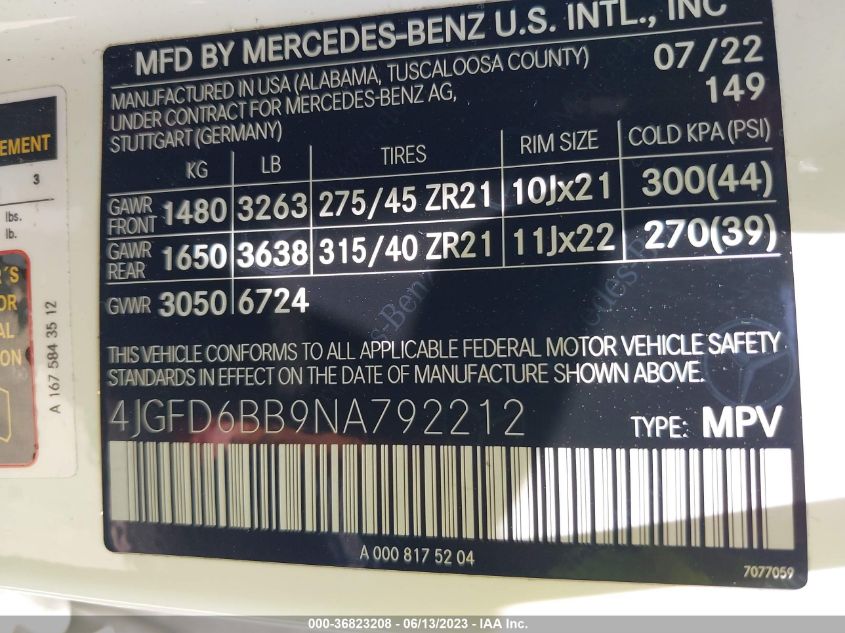 MFD BY MERCEDES-BENZ U.S. INTL., INC
MANUFACTURED IN USA (ALABAMA, TUSCALOOSA COUNTY) 07/22
UNDER CONTRACT FOR MERCEDES-BENZ AG, 149
STUTTGART (GERMANY)
KG LB TIRES RIM SIZE COLD KPA (PSI)
GAWR FRONT 1480 3263 275/45 ZR21 10Jx21 300(44)
GAWR REAR 1650 3638 315/40 ZR21 11Jx22 270(39)
GVWR 3050 6724
THIS VEHICLE CONFORMS TO ALL APPLICABLE FEDERAL MOTOR VEHICLE SAFETY
STANDARDS IN EFFECT ON THE DATE OF MANUFACTURE SHOWN ABOVE.
4JGFD6BB9NA792212 TYPE: MPV
A 000 817 52 04
7077059
EMENT
3
lbs.
lb.
R'S
OR
AL
ION
A 167 584 35 12
000-36823208 - 06/13/2023 - © IAA Inc.